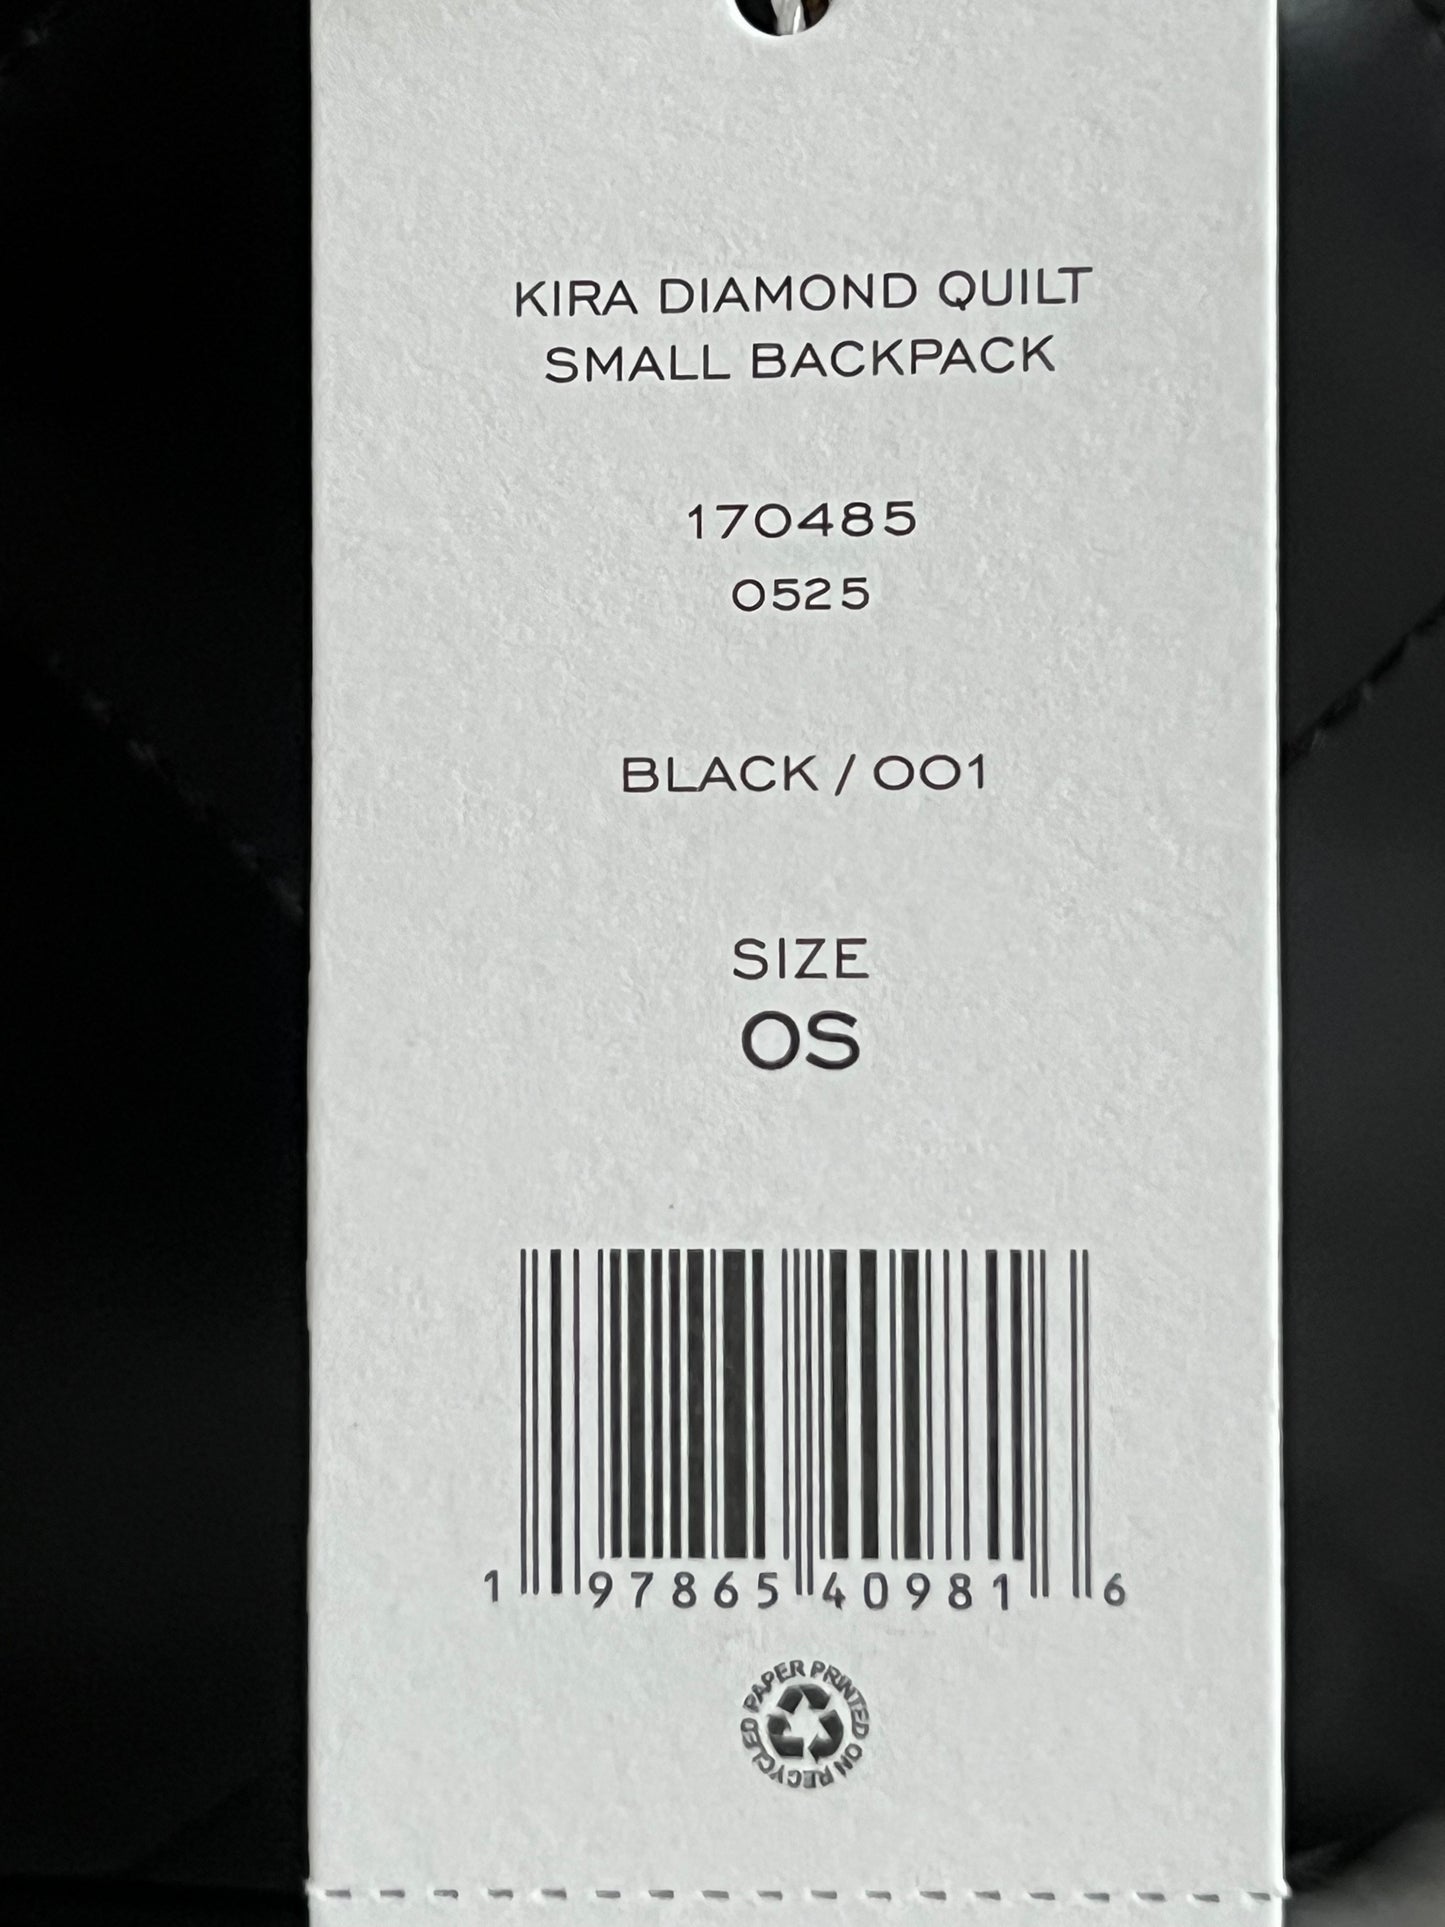 KIRA DIAMOND QUILT
SMALL BACKPACK
170485
0525
BLACK / 001
SIZE
OS
1 97865 40981 6
PAPER PRINTED ON RECYCLED